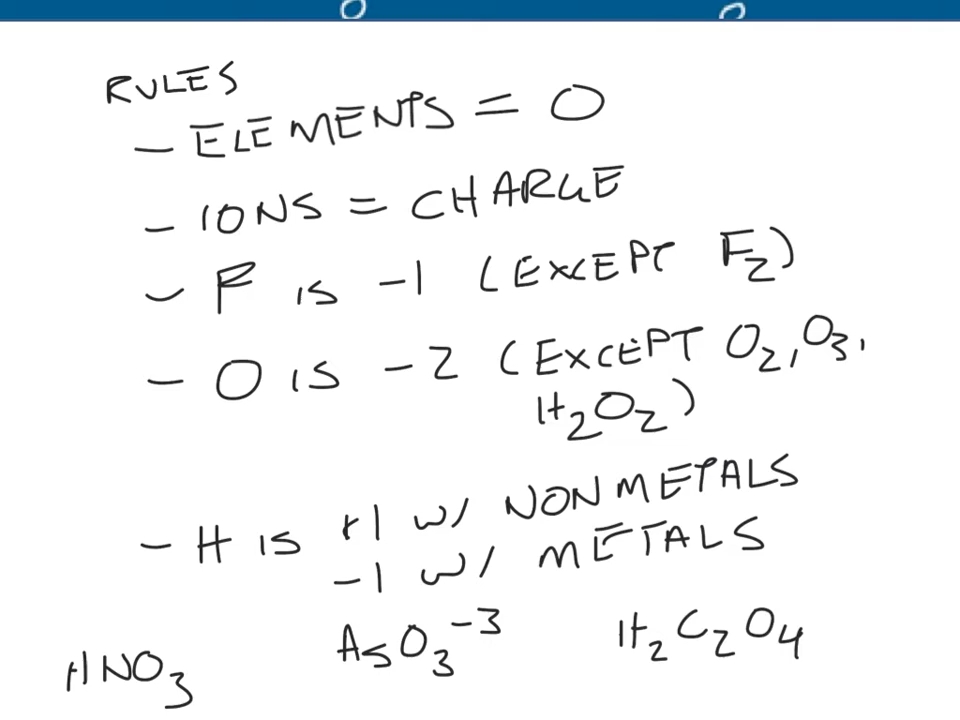 RULES
- ELEMENTS = 0
- IONS = CHARGE
- F is -1 (EXCEPT F2)
- O is -2 (EXCEPT O2, O3,
H2O2)
- H is +1 w/ NONMETALS
-1 w/ METALS
HNO3 AsO3-3 H2C2O4